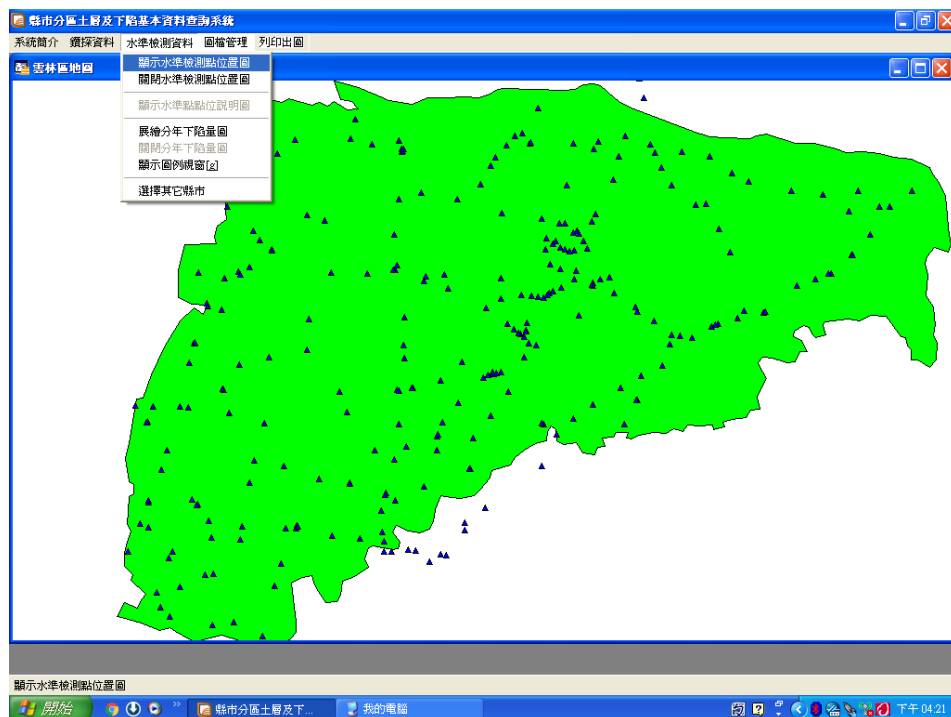 縣市分區土層及下陷基本資料查詢系統
系統簡介 鑽探資料 水準檢測資料 圖檔管理 列印出圖
雲林區地圖
顯示水準檢測點位置圖
關閉水準檢測點位置圖
顯示水準點點位說明圖
展繪分年下陷量圖
關閉分年下陷量圖
顯示圖例視窗[g]
選擇其它縣市
顯示水準檢測點位置圖
開始
縣市分區土層及下...
我的電腦
下午 04:21